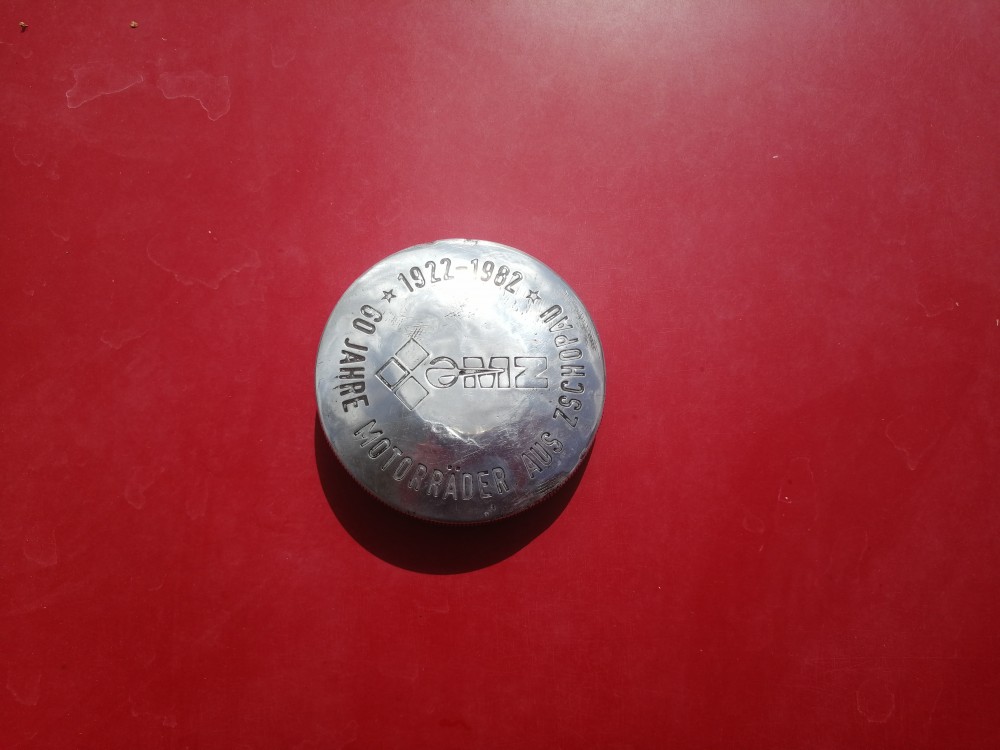 ★ 1922-1982 ★
60 JAHRE MOTORRÄDER AUS ZSCHOPAU
MZ